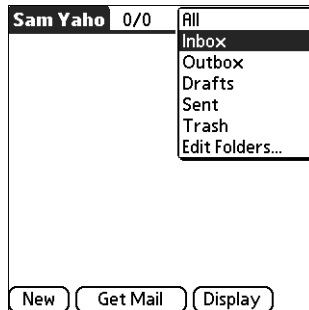 Sam Yaho 0/0 All
Inbox
Outbox
Drafts
Sent
Trash
Edit Folders...
New Get Mail Display